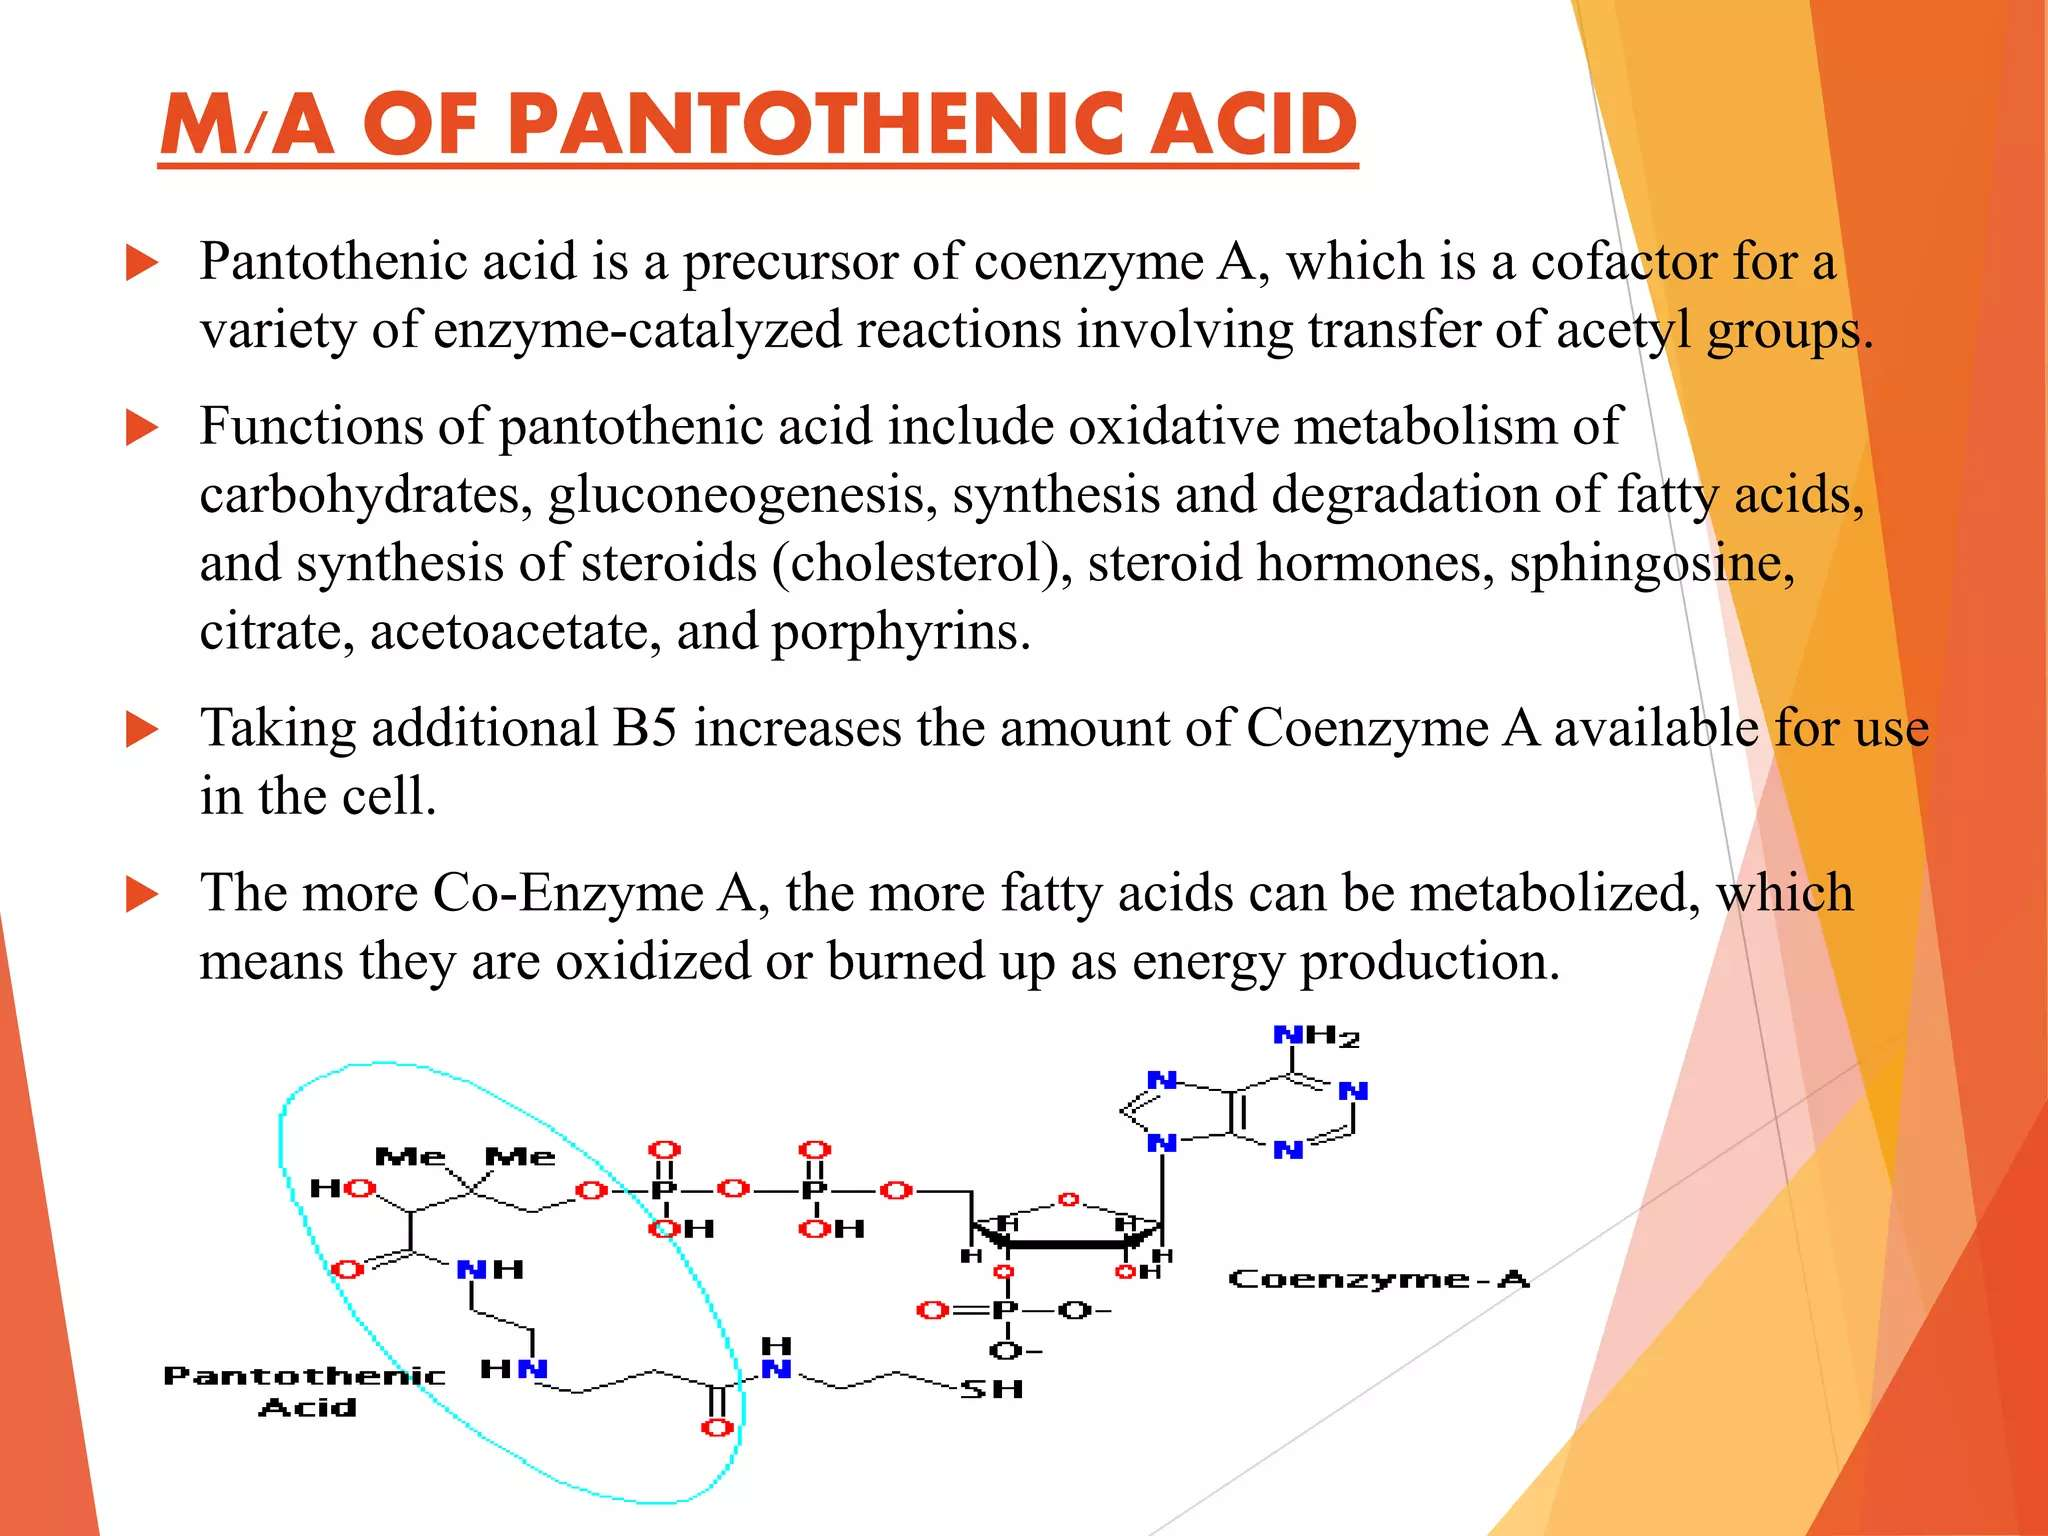 M/A OF PANTOTHENIC ACID
Pantothenic acid is a precursor of coenzyme A, which is a cofactor for a
variety of enzyme-catalyzed reactions involving transfer of acetyl groups.
Functions of pantothenic acid include oxidative metabolism of
carbohydrates, gluconeogenesis, synthesis and degradation of fatty acids,
and synthesis of steroids (cholesterol), steroid hormones, sphingosine,
citrate, acetoacetate, and porphyrins.
Taking additional B5 increases the amount of Coenzyme A available for use
in the cell.
The more Co-Enzyme A, the more fatty acids can be metabolized, which
means they are oxidized or burned up as energy production.
NH2
N N
N N
Me Me O O
HO O P O P O O
OH OH H H
H H
O NH O OH
Coenzyme-A
O P O-
H O-
Pantothenic HN N
SH
Acid
O